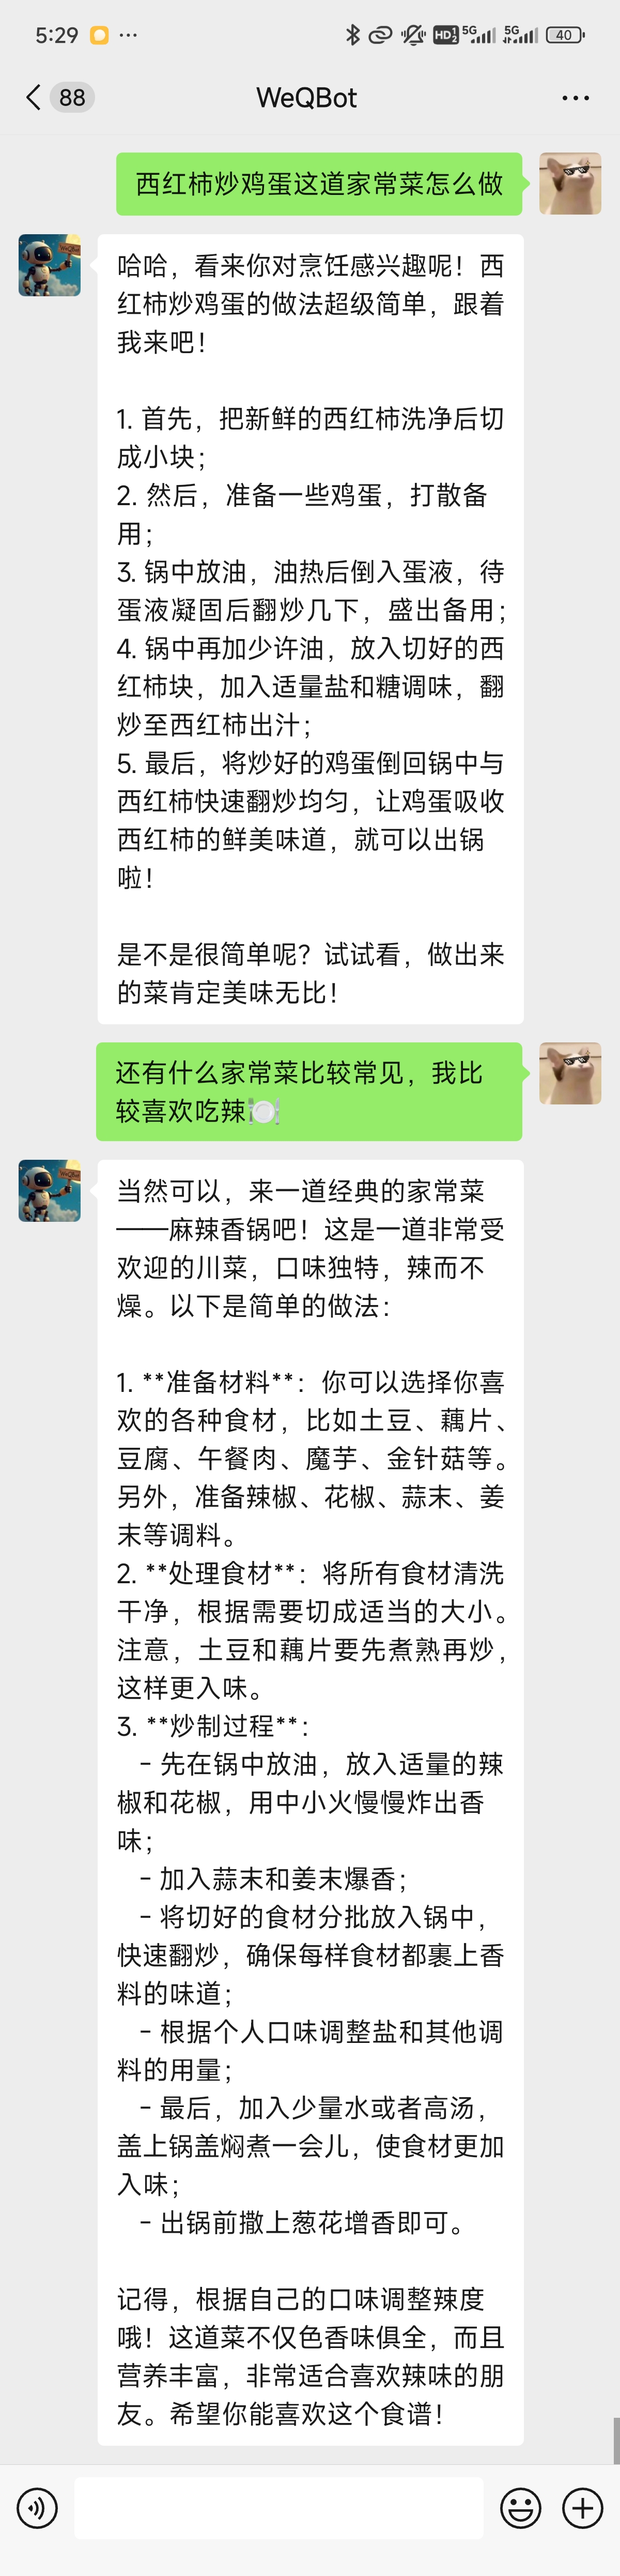 5:29
HD 1 2 5G 5G 40
88
WeQBot
西红柿炒鸡蛋这道家常菜怎么做
哈哈，看来你对烹饪感兴趣呢！西
红柿炒鸡蛋的做法超级简单，跟着
我来吧！
1. 首先，把新鲜的西红柿洗净后切
成小块；
2. 然后，准备一些鸡蛋，打散备
用；
3. 锅中放油，油热后倒入蛋液，待
蛋液凝固后翻炒几下，盛出备用；
4. 锅中再加少许油，放入切好的西
红柿块，加入适量盐和糖调味，翻
炒至西红柿出汁；
5. 最后，将炒好的鸡蛋倒回锅中与
西红柿快速翻炒均匀，让鸡蛋吸收
西红柿的鲜美味道，就可以出锅
啦！
是不是很简单呢？试试看，做出来
的菜肯定美味无比！
还有什么家常菜比较常见，我比
较喜欢吃辣🍽️
当然可以，来一道经典的家常菜
——麻辣香锅吧！这是一道非常受
欢迎的川菜，口味独特，辣而不
燥。以下是简单的做法：
1. **准备材料**：你可以选择你喜
欢的各种食材，比如土豆、藕片、
豆腐、午餐肉、魔芋、金针菇等。
另外，准备辣椒、花椒、蒜末、姜
末等调料。
2. **处理食材**：将所有食材清洗
干净，根据需要切成适当的大小。
注意，土豆和藕片要先煮熟再炒，
这样更入味。
3. **炒制过程**：
- 先在锅中放油，放入适量的辣
椒和花椒，用中小火慢慢炸出香
味；
- 加入蒜末和姜末爆香；
- 将切好的食材分批放入锅中，
快速翻炒，确保每样食材都裹上香
料的味道；
- 根据个人口味调整盐和其他调
料的用量；
- 最后，加入少量水或者高汤，
盖上锅盖焖煮一会儿，使食材更加
入味；
- 出锅前撒上葱花增香即可。
记得，根据自己的口味调整辣度
哦！这道菜不仅色香味俱全，而且
营养丰富，非常适合喜欢辣味的朋
友。希望你能喜欢这个食谱！